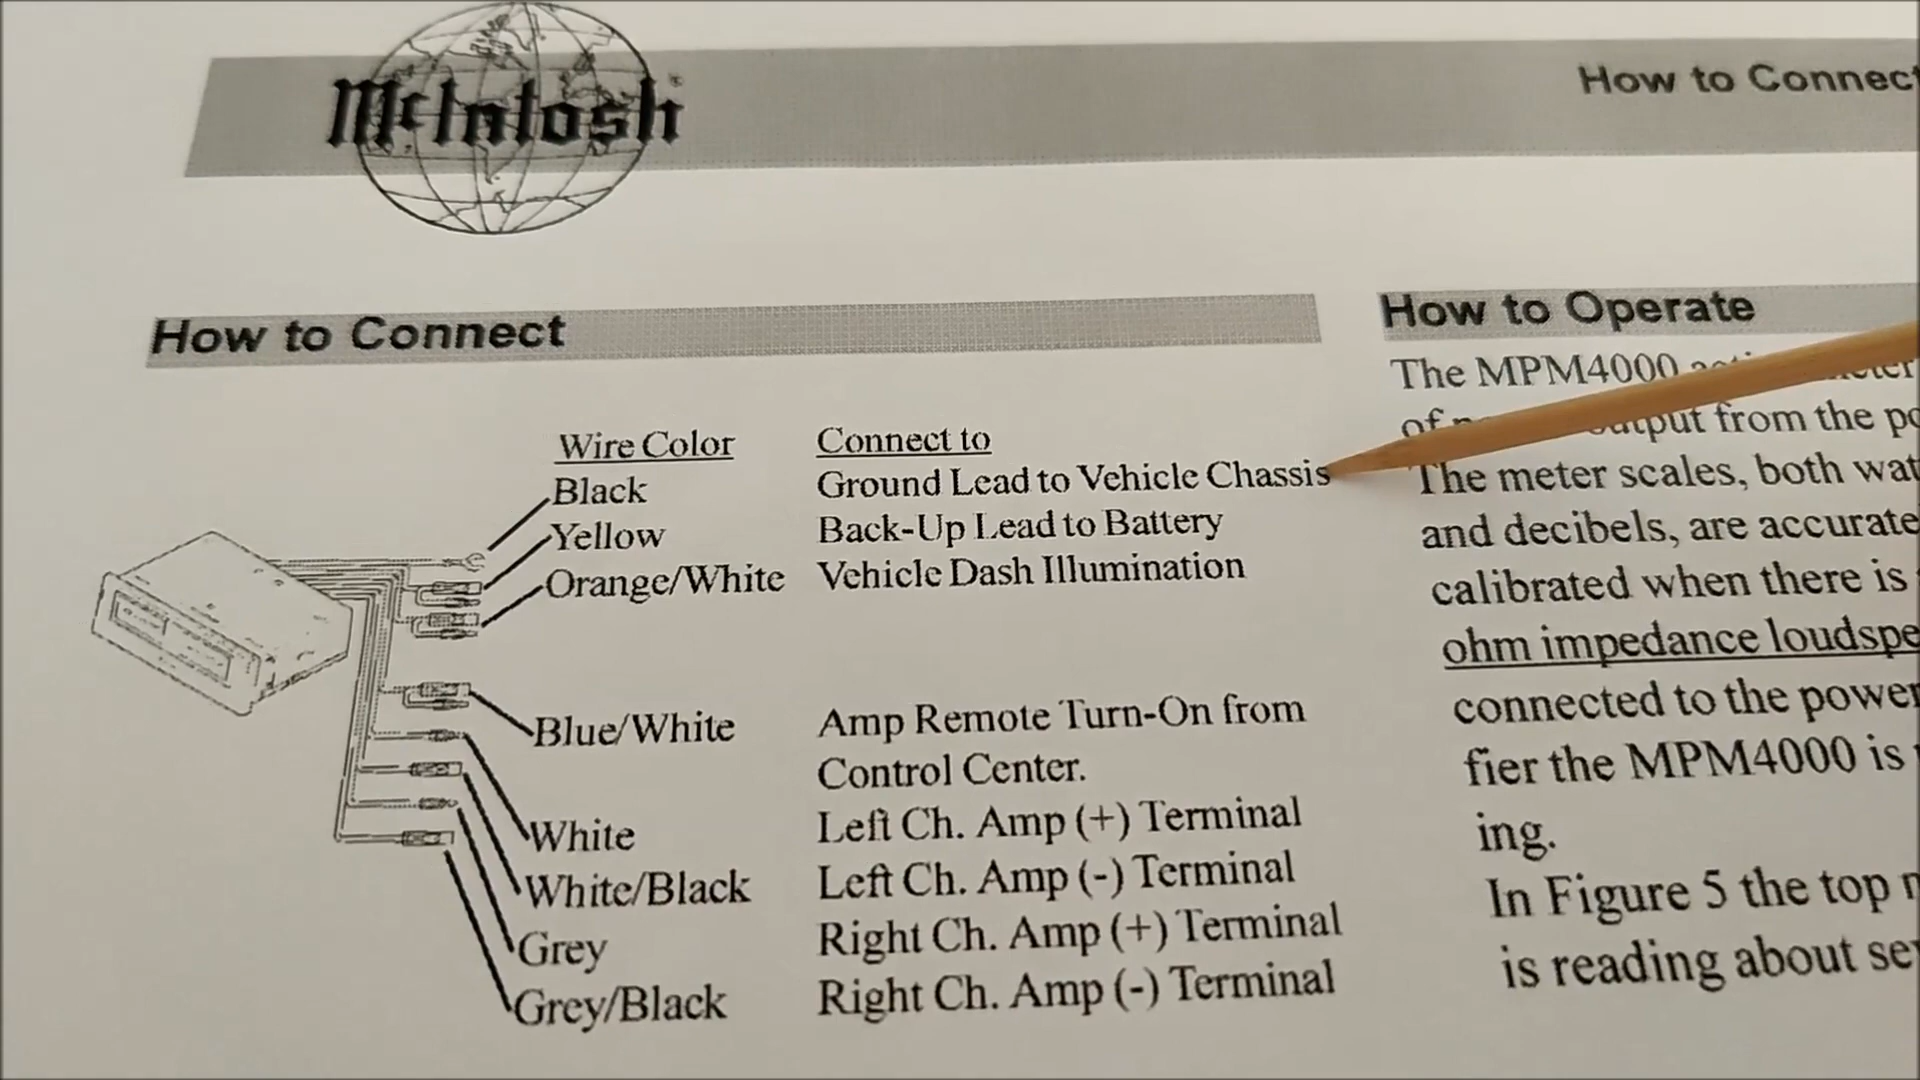 McIntosh®
How to Connect
How to Connect
Wire Color Connect to
Black Ground Lead to Vehicle Chassis
Yellow Back-Up Lead to Battery
Orange/White Vehicle Dash Illumination
Blue/White Amp Remote Turn-On from
Control Center.
White Left Ch. Amp (+) Terminal
White/Black Left Ch. Amp (-) Terminal
Grey Right Ch. Amp (+) Terminal
Grey/Black Right Ch. Amp (-) Terminal
How to Operate
The MPM4000
of output from the
The meter scales, both
and decibels, are accurate
calibrated when there is
ohm impedance
connected to the power
fier the MPM4000 is
ing.
In Figure 5 the top
is reading about